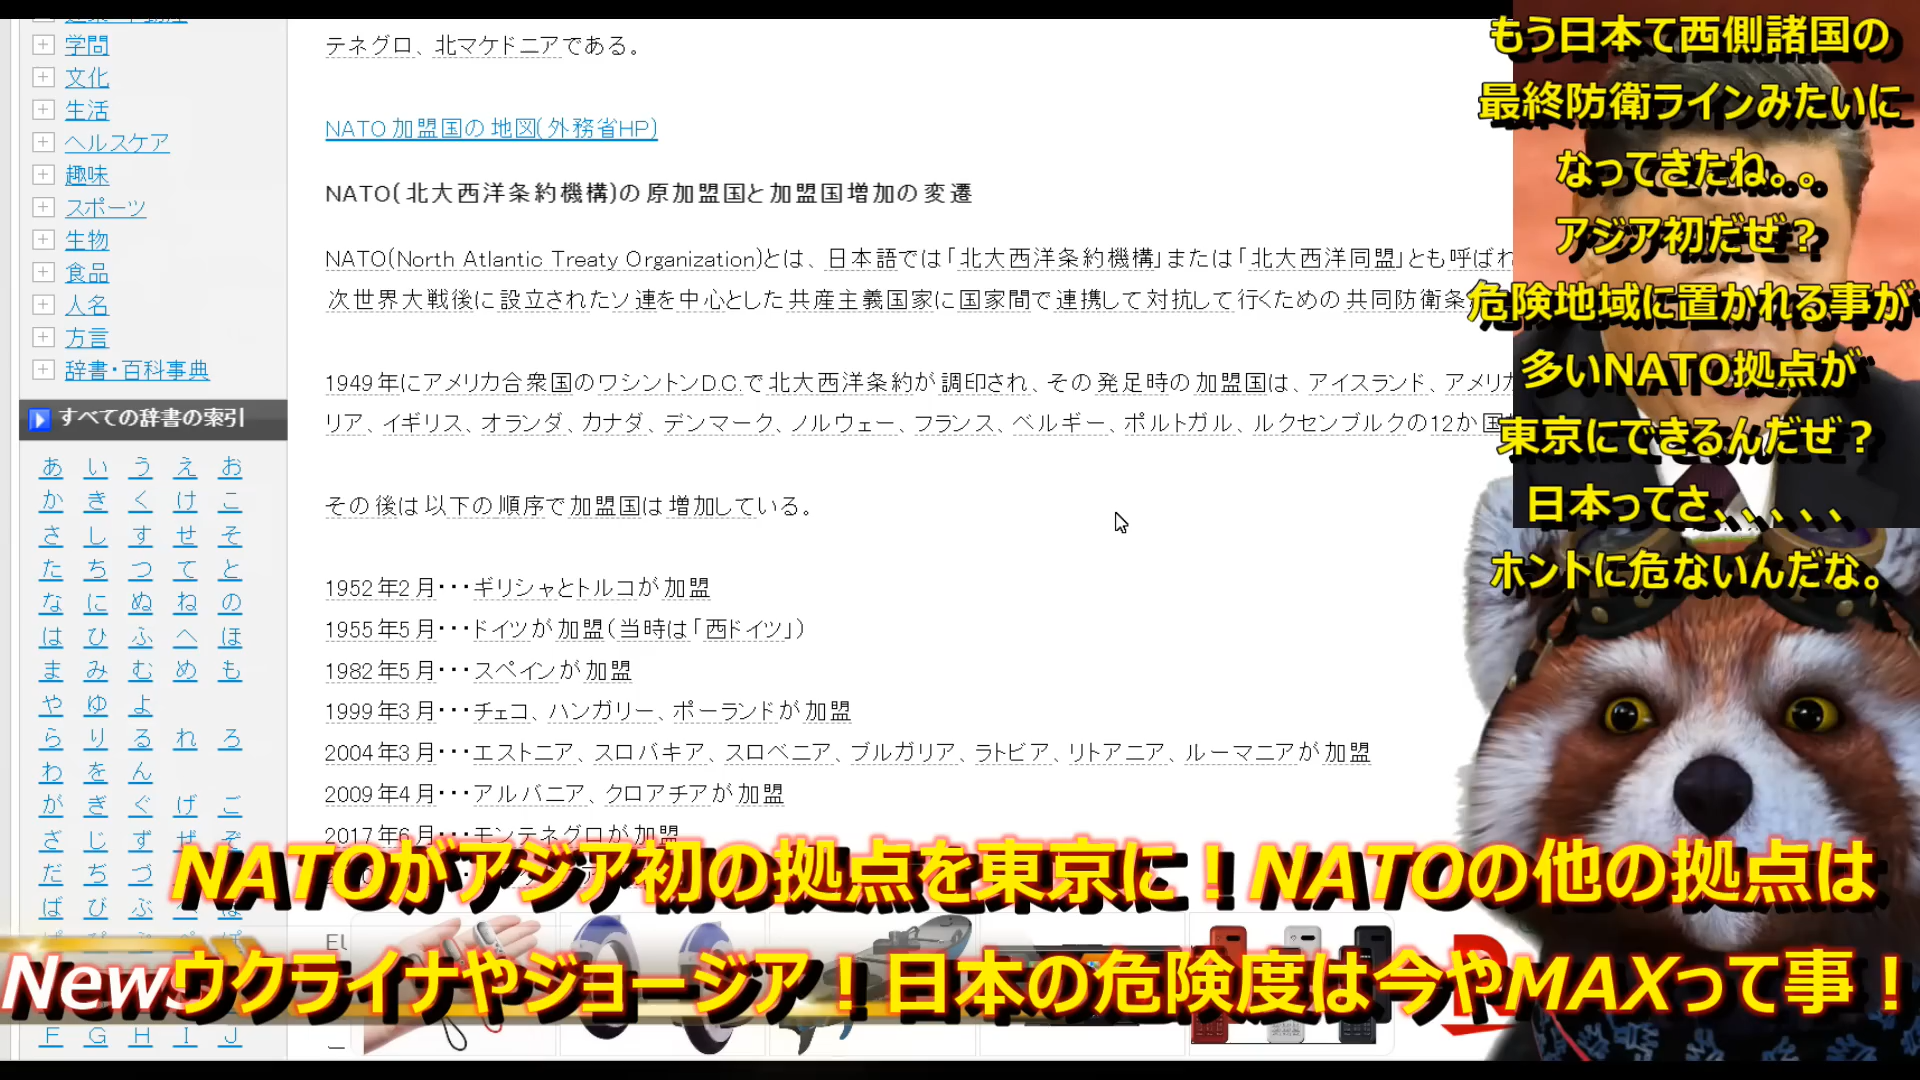 学問
文化
生活
ヘルスケア
趣味
スポーツ
生物
食品
人名
方言
辞書・百科事典
すべての辞書の索引
あ い う え お
か き く け こ
さ し す せ そ
た ち つ て と
な に ぬ ね の
は ひ ふ へ ほ
ま み む め も
や ゆ よ
ら り る れ ろ
わ を ん
が ぎ ぐ げ ご
ざ じ ず ぜ ぞ
だ ぢ づ
ば び ぶ
F G H I J
テネグロ、北マケドニアである。
NATO加盟国の地図(外務省HP)
NATO(北大西洋条約機構)の原加盟国と加盟国増加の変遷
NATO(North Atlantic Treaty Organization)とは、日本語では「北大西洋条約機構」または「北大西洋同盟」とも呼ばれ
次世界大戦後に設立されたソ連を中心とした共産主義国家に国家間で連携して対抗して行くための共同防衛条
1949年にアメリカ合衆国のワシントンD.C.で北大西洋条約が調印され、その発足時の加盟国は、アイスランド、アメリカ
リア、イギリス、オランダ、カナダ、デンマーク、ノルウェー、フランス、ベルギー、ポルトガル、ルクセンブルクの12か国
その後は以下の順序で加盟国は増加している。
1952年2月・・・ギリシャとトルコが加盟
1955年5月・・・ドイツが加盟(当時は「西ドイツ」)
1982年5月・・・スペインが加盟
1999年3月・・・チェコ、ハンガリー、ポーランドが加盟
2004年3月・・・エストニア、スロバキア、スロベニア、ブルガリア、ラトビア、リトアニア、ルーマニアが加盟
2009年4月・・・アルバニア、クロアチアが加盟
2017年6月・・・モンテネグロが加盟
もう日本て西側諸国の
最終防衛ラインみたいに
なってきたね。。
アジア初だぜ？
危険地域に置かれる事が
多いNATO拠点が
東京にできるんだぜ？
日本ってさ、、、、、
ホントに危ないんだな。
NATOがアジア初の拠点を東京に！NATOの他の拠点は
News
ウクライナやジョージア！日本の危険度は今やMAXって事！